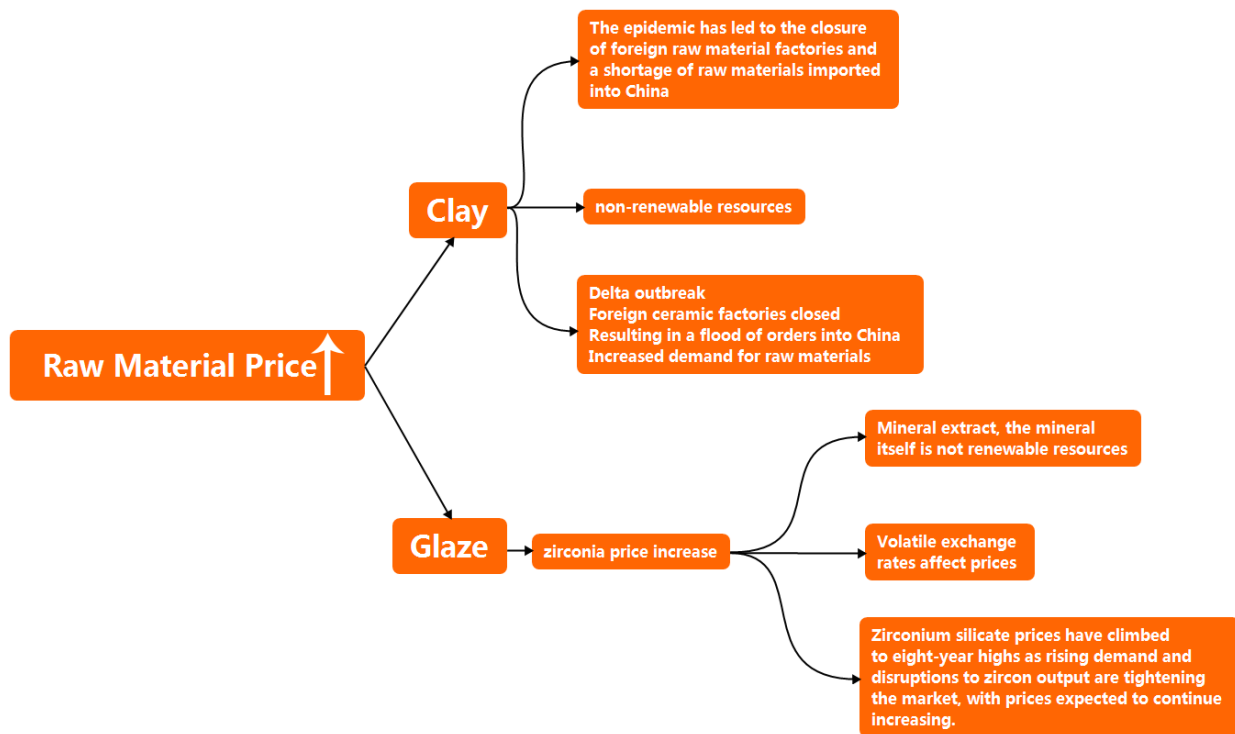 The epidemic has led to the closure
of foreign raw material factories and
a shortage of raw materials imported
into China
Clay
non-renewable resources
Delta outbreak
Foreign ceramic factories closed
Resulting in a flood of orders into China
Increased demand for raw materials
Raw Material Price
Mineral extract, the mineral
itself is not renewable resources
Glaze
zirconia price increase
Volatile exchange
rates affect prices
Zirconium silicate prices have climbed
to eight-year highs as rising demand and
disruptions to zircon output are tightening
the market, with prices expected to continue
increasing.